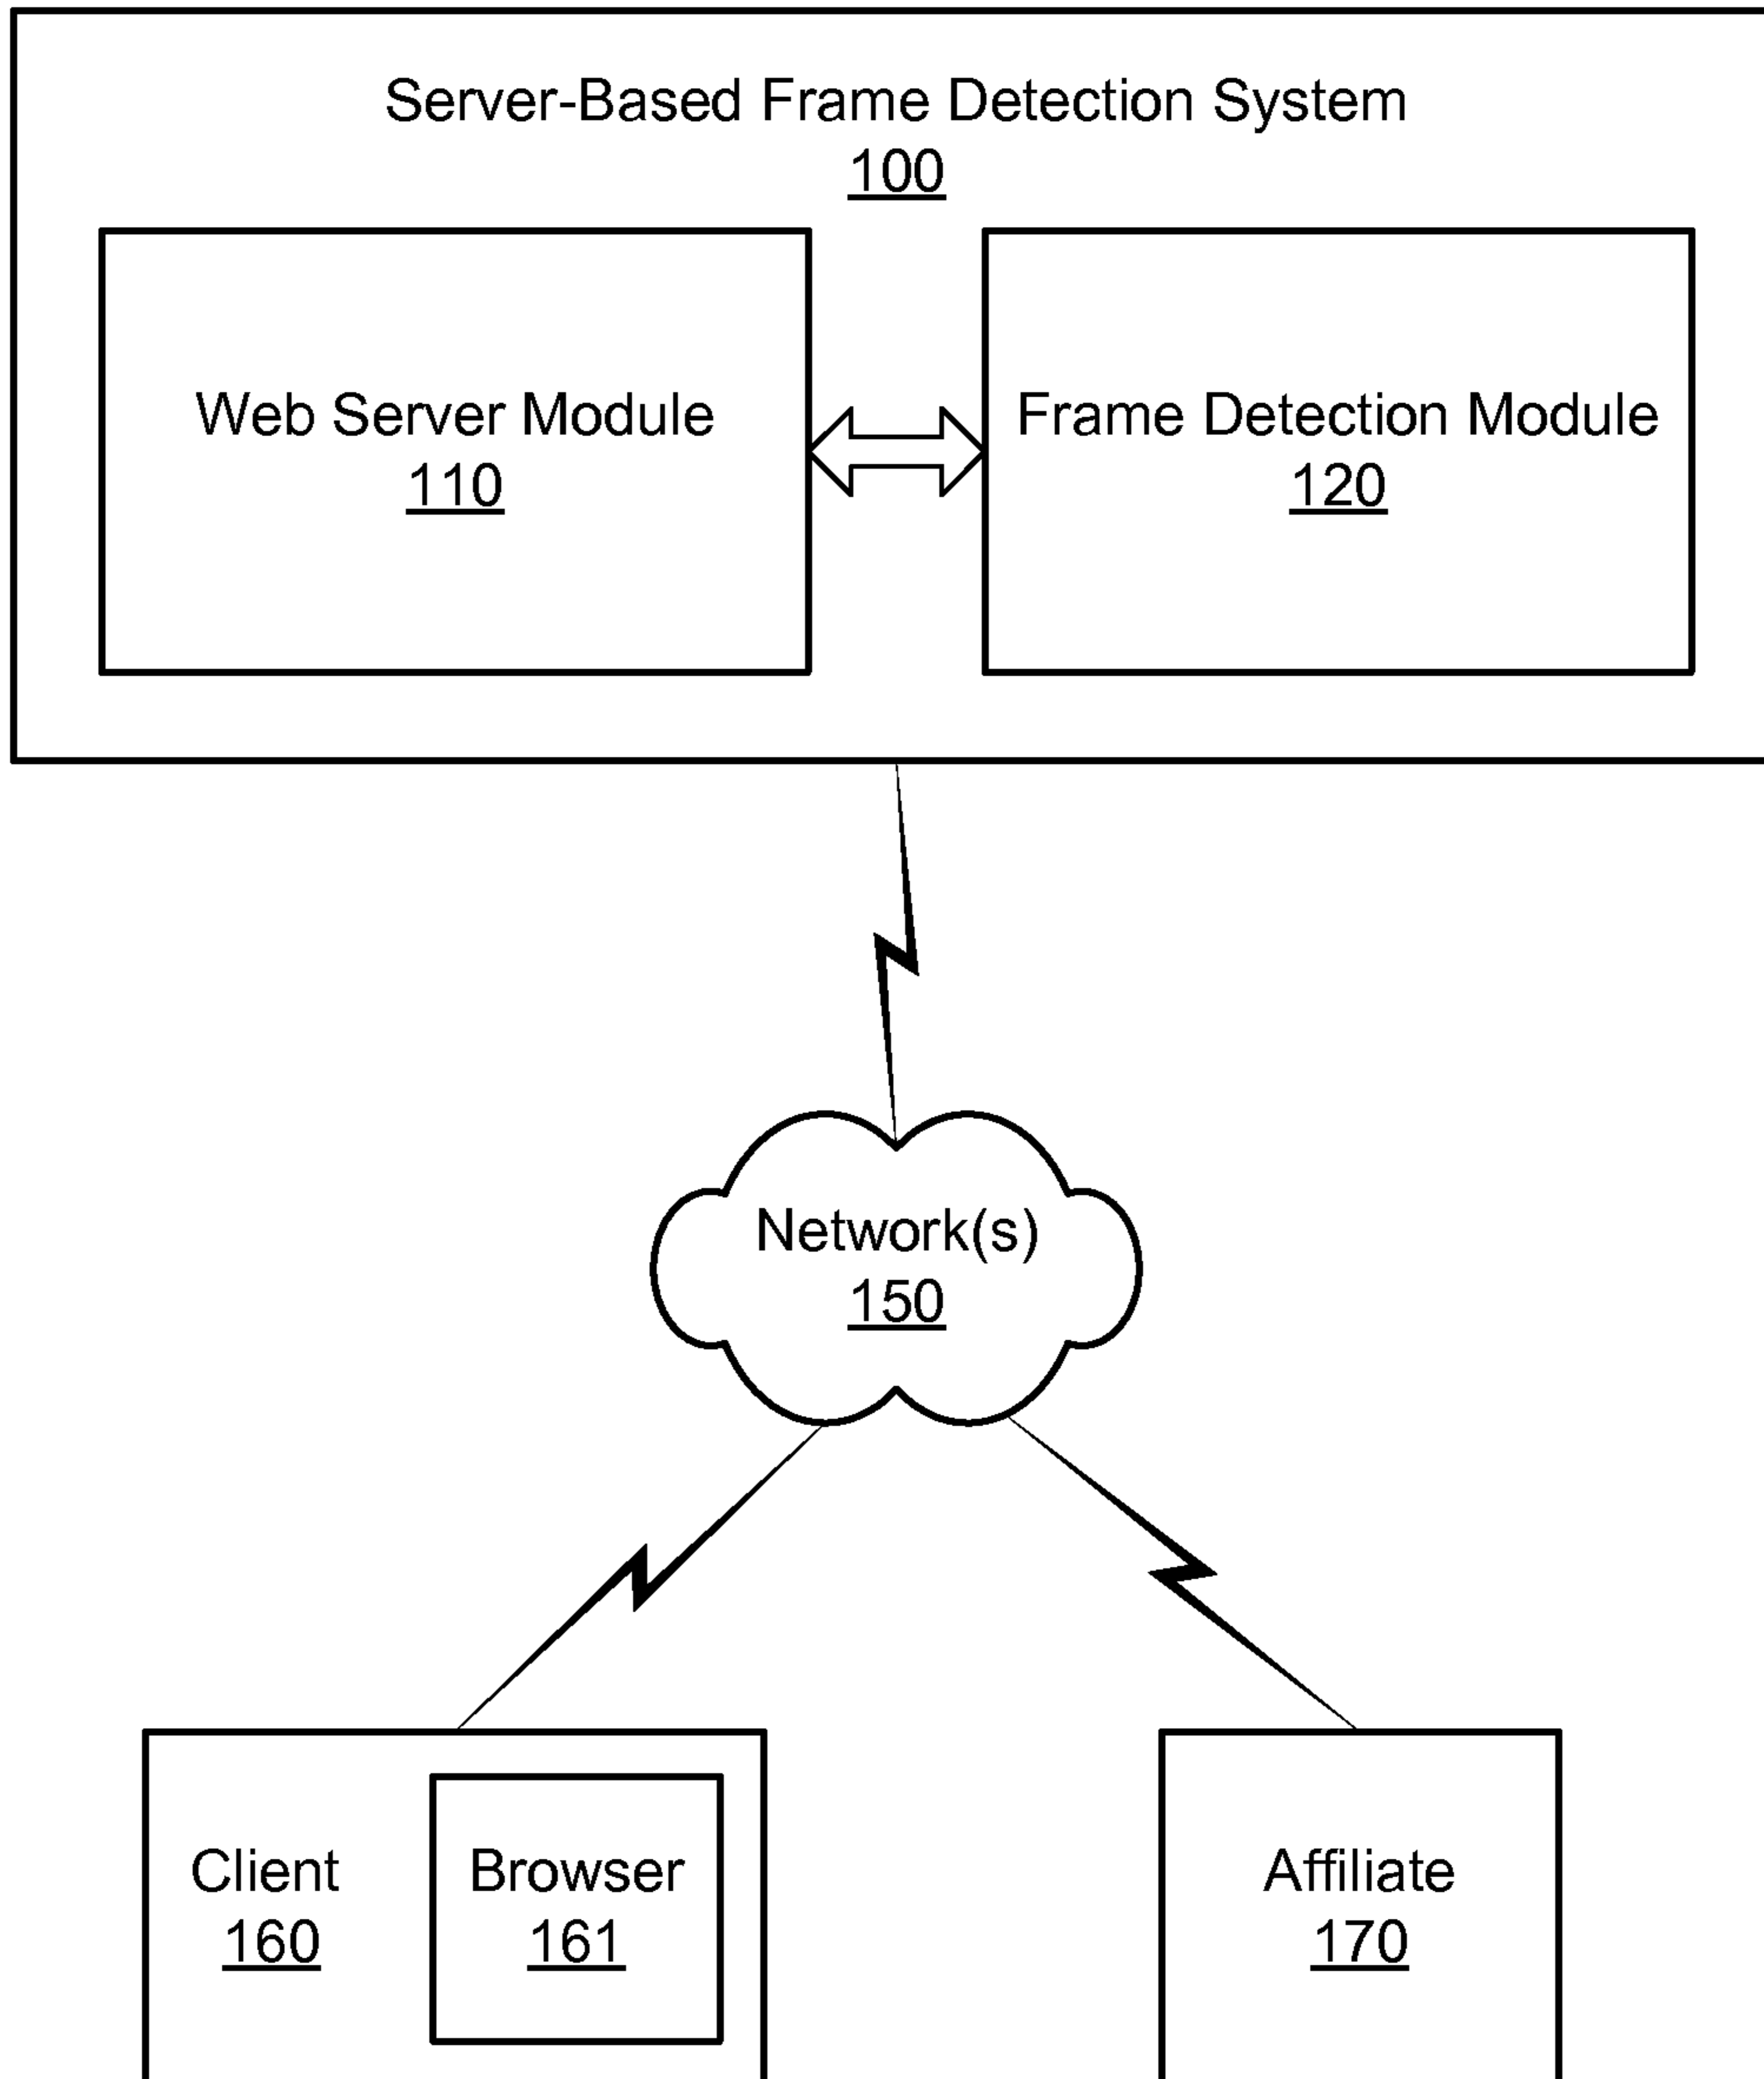 Server-Based Frame Detection System
100
Web Server Module
110
Frame Detection Module
120
Network(s)
150
Client
160
Browser
161
Affiliate
170